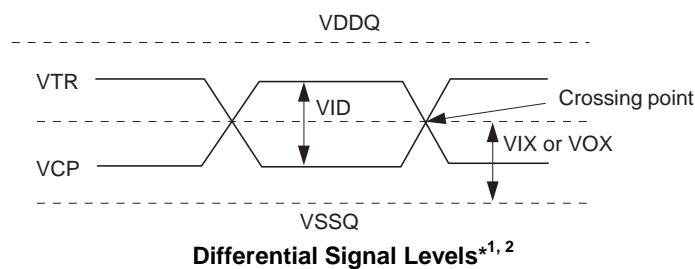 VDDQ
VTR
VID
Crossing point
VIX or VOX
VCP
VSSQ
Differential Signal Levels*1, 2